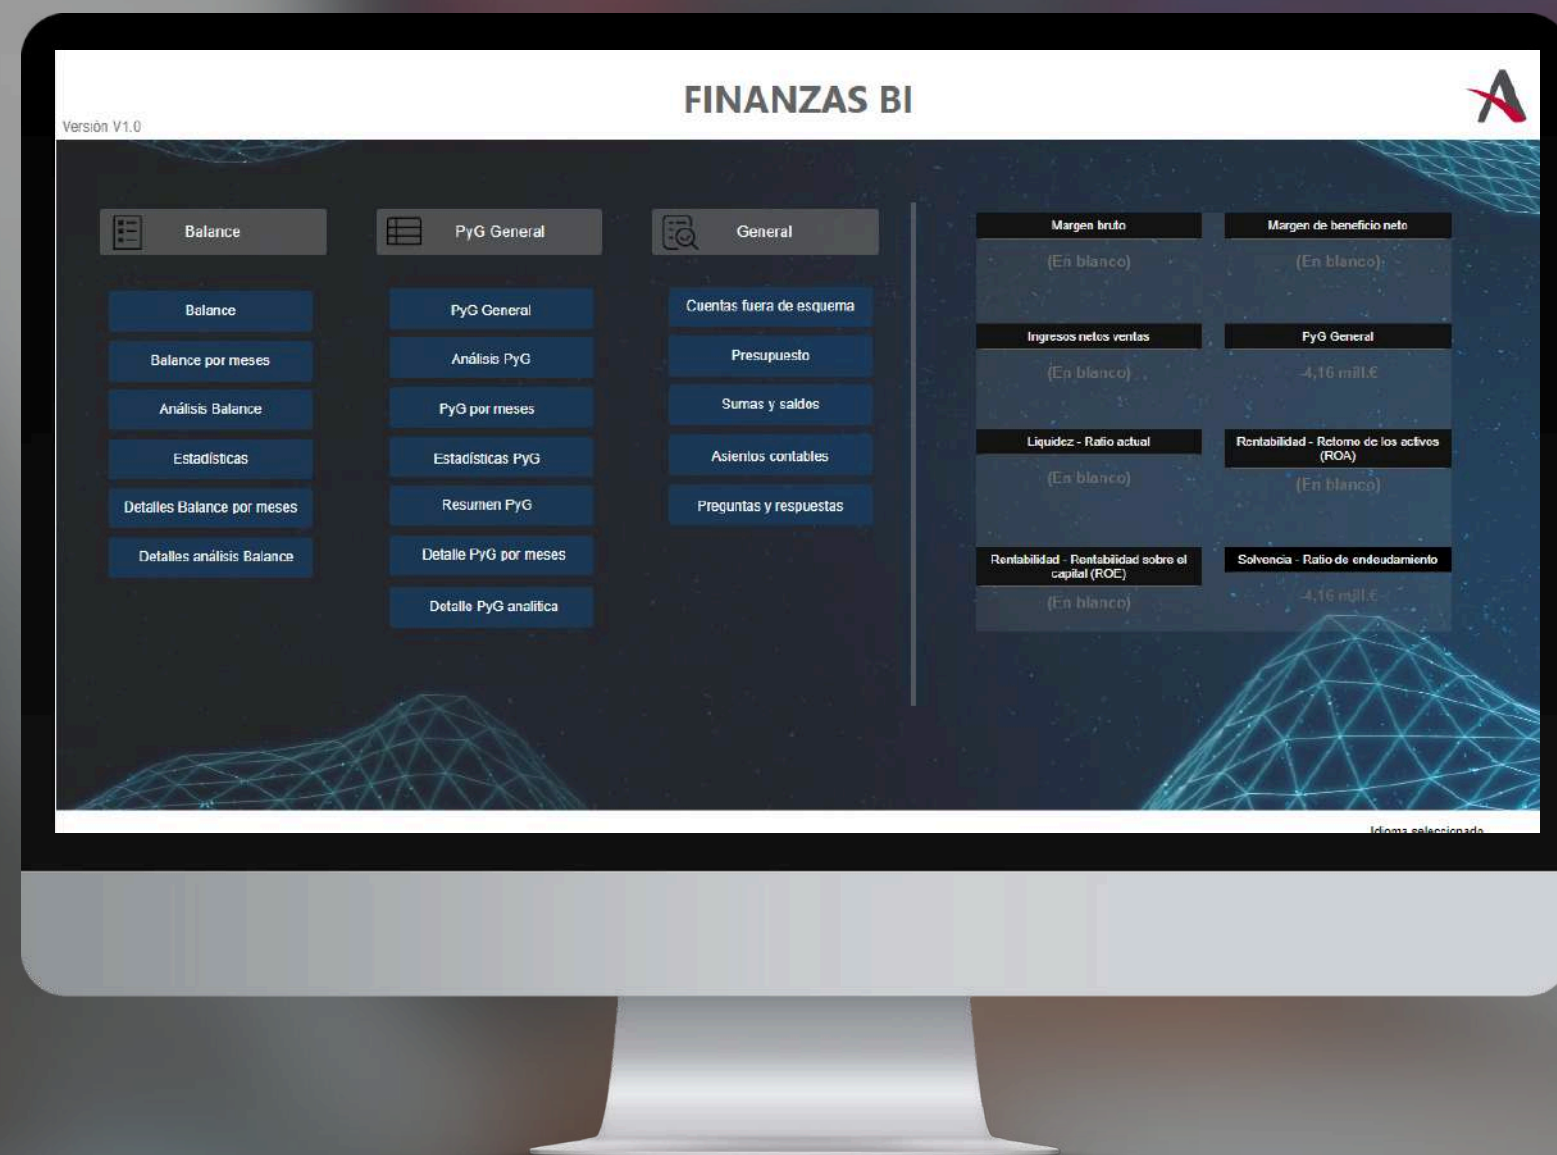 FINANZAS BI
Versión V1.0
Balance
Balance
Balance por meses
Análisis Balance
Estadísticas
Detalles Balance por meses
Detalles análisis Balance
PyG General
PyG General
Análisis PyG
PyG por meses
Estadísticas PyG
Resumen PyG
Detalle PyG por meses
Detalle PyG analítica
General
Cuentas fuera de esquema
Presupuesto
Sumas y saldos
Asientos contables
Preguntas y respuestas
Margen bruto
(En blanco)
Margen de beneficio neto
(En blanco)
Ingresos netos ventas
(En blanco)
PyG General
-4,16 mill.€
Liquidez - Ratio actual
(En blanco)
Rentabilidad - Retorno de los activos
(ROA)
(En blanco)
Rentabilidad - Rentabilidad sobre el
capital (ROE)
(En blanco)
Solvencia - Ratio de endeudamiento
-4,16 mill.€
Idioma seleccionado